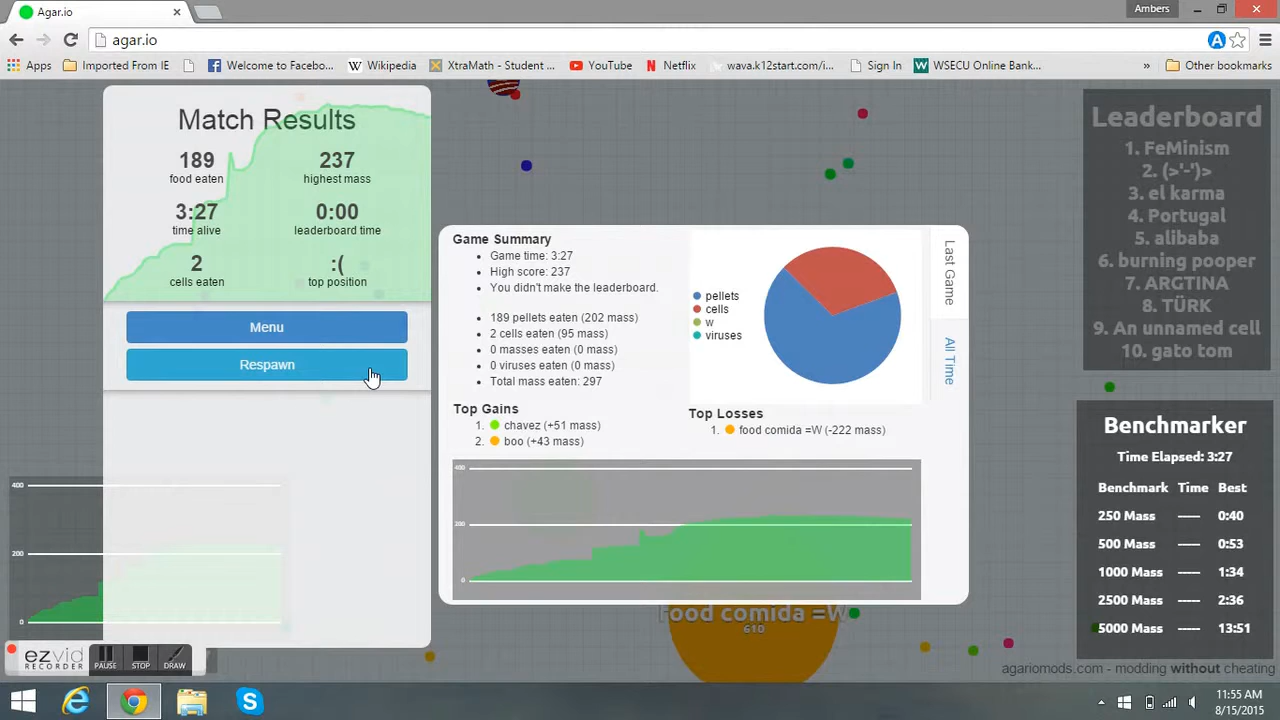 Agar.io
Ambers
agar.io
Apps
Imported From IE
Welcome to Facebo...
Wikipedia
XtraMath - Student ...
YouTube
Netflix
wava.k12start.com/i...
Sign In
WSECU Online Bank...
»
Other bookmarks
Match Results
189
food eaten
237
highest mass
3:27
time alive
0:00
leaderboard time
2
cells eaten
:(
top position
Menu
Respawn
400
200
0
Game Summary
Game time: 3:27
High score: 237
You didn't make the leaderboard.
189 pellets eaten (202 mass)
2 cells eaten (95 mass)
0 masses eaten (0 mass)
0 viruses eaten (0 mass)
Total mass eaten: 297
pellets
cells
w
viruses
Last Game
All Time
Top Gains
1. chavez (+51 mass)
2. boo (+43 mass)
Top Losses
1. food comida =W (-222 mass)
400
200
0
Food comida =W
610
Leaderboard
1. FeMinism
2. (>'-')>
3. el karma
4. Portugal
5. alibaba
6. burning pooper
7. ARGTINA
8. TÜRK
9. An unnamed cell
10. gato tom
Benchmarker
Time Elapsed: 3:27
Benchmark Time Best
250 Mass ---- 0:40
500 Mass ---- 0:53
1000 Mass ---- 1:34
2500 Mass ---- 2:36
5000 Mass ---- 13:51
agariomods.com - modding without cheating
ezvid
RECORDER
PAUSE
STOP
DRAW
11:55 AM
8/15/2015